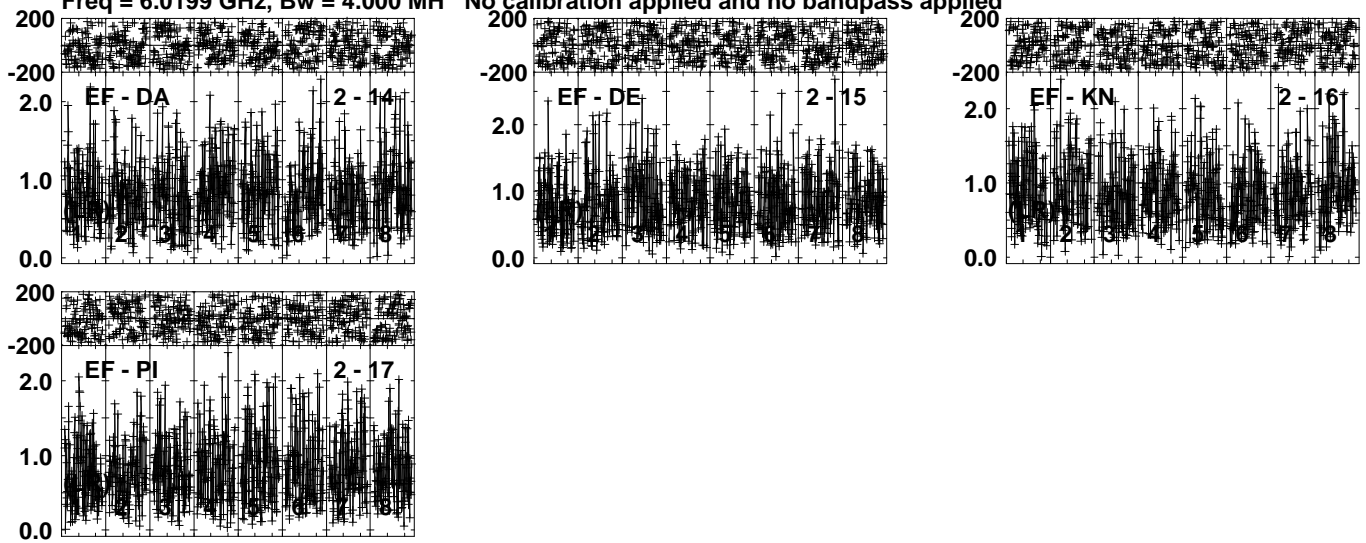 Freq = 6.0199 GHz, Bw = 4.000 MH No calibration applied and no bandpass applied
200
-200
EF - DA 2 - 14
2.0
1.0
0.0
1 2 3 4 5 6 7 8
200
-200
EF - DE 2 - 15
2.0
1.0
0.0
1 2 3 4 5 6 7 8
200
-200
EF - KN 2 - 16
2.0
1.0
0.0
1 2 3 4 5 6 7 8
200
-200
EF - PI 2 - 17
2.0
1.0
0.0
1 2 3 4 5 6 7 8